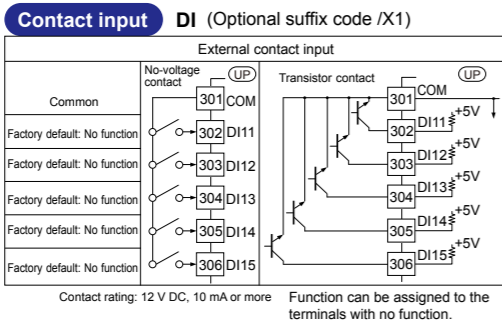 Contact input DI (Optional suffix code /X1)
External contact input
No-voltage contact UP
Transistor contact UP
Common 301 COM
301 COM
Factory default: No function 302 DI11
302 DI11 +5V
Factory default: No function 303 DI12
303 DI12 +5V
Factory default: No function 304 DI13
304 DI13 +5V
Factory default: No function 305 DI14
305 DI14 +5V
Factory default: No function 306 DI15
306 DI15 +5V
Contact rating: 12 V DC, 10 mA or more
Function can be assigned to the
terminals with no function.